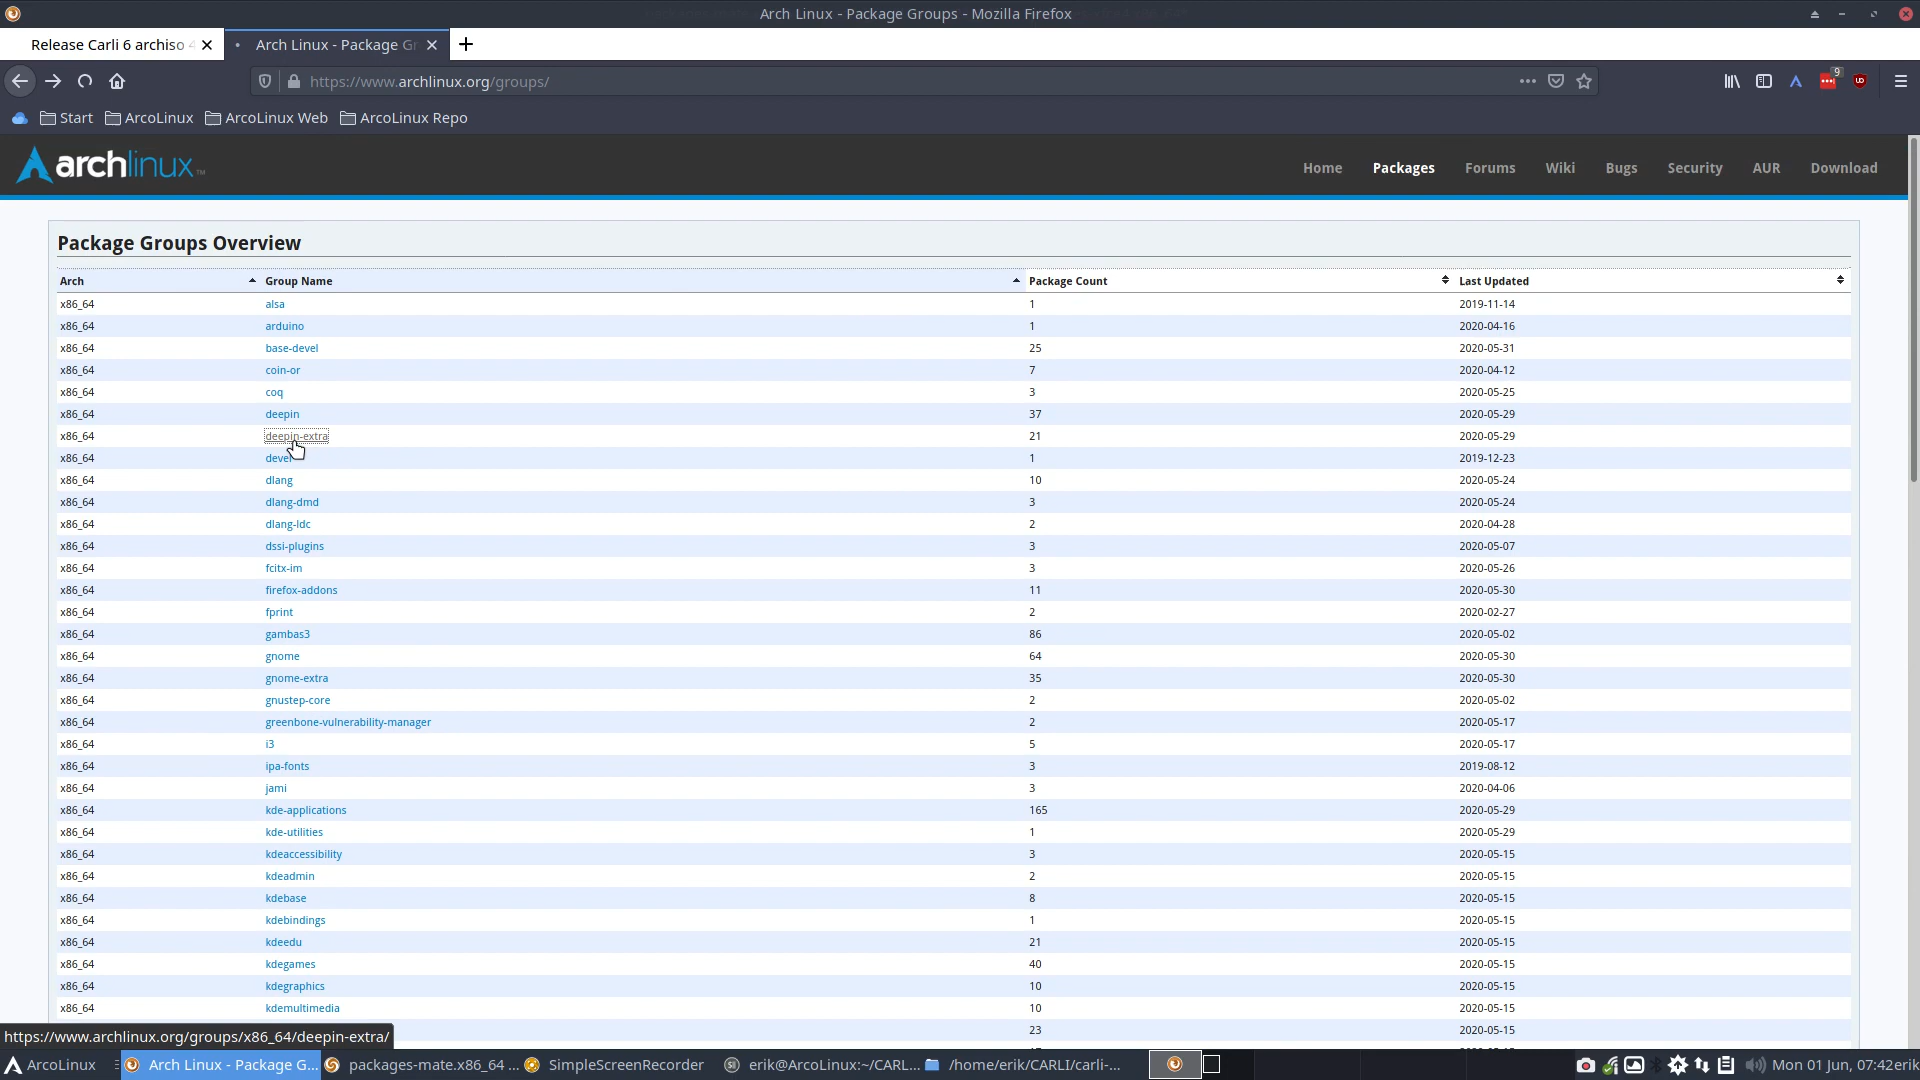 Arch Linux - Package Groups - Mozilla Firefox
Release Carli 6 archiso
Arch Linux - Package G
https://www.archlinux.org/groups/
9
Start
ArcoLinux
ArcoLinux Web
ArcoLinux Repo
archlinux
Home Packages Forums Wiki Bugs Security AUR Download
Package Groups Overview
Arch Group Name Package Count Last Updated
x86_64 alsa 1 2019-11-14
x86_64 arduino 1 2020-04-16
x86_64 base-devel 25 2020-05-31
x86_64 coin-or 7 2020-04-12
x86_64 coq 3 2020-05-25
x86_64 deepin 37 2020-05-29
x86_64 deepin-extra 21 2020-05-29
x86_64 devel 1 2019-12-23
x86_64 dlang 10 2020-05-24
x86_64 dlang-dmd 3 2020-05-24
x86_64 dlang-ldc 2 2020-04-28
x86_64 dssi-plugins 3 2020-05-07
x86_64 fcitx-im 3 2020-05-26
x86_64 firefox-addons 11 2020-05-30
x86_64 fprint 2 2020-02-27
x86_64 gambas3 86 2020-05-02
x86_64 gnome 64 2020-05-30
x86_64 gnome-extra 35 2020-05-30
x86_64 gnustep-core 2 2020-05-02
x86_64 greenbone-vulnerability-manager 2 2020-05-17
x86_64 i3 5 2020-05-17
x86_64 ipa-fonts 3 2019-08-12
x86_64 jami 3 2020-04-06
x86_64 kde-applications 165 2020-05-29
x86_64 kde-utilities 1 2020-05-29
x86_64 kdeaccessibility 3 2020-05-15
x86_64 kdeadmin 2 2020-05-15
x86_64 kdebase 8 2020-05-15
x86_64 kdebindings 1 2020-05-15
x86_64 kdeedu 21 2020-05-15
x86_64 kdegames 40 2020-05-15
x86_64 kdegraphics 10 2020-05-15
x86_64 kdemultimedia 10 2020-05-15
23 2020-05-15
https://www.archlinux.org/groups/x86_64/deepin-extra/
ArcoLinux
Arch Linux - Package G...
packages-mate.x86_64 ...
SimpleScreenRecorder
erik@ArcoLinux:~/CARL...
/home/erik/CARLI/carli-...
Mon 01 Jun, 07:42
erik